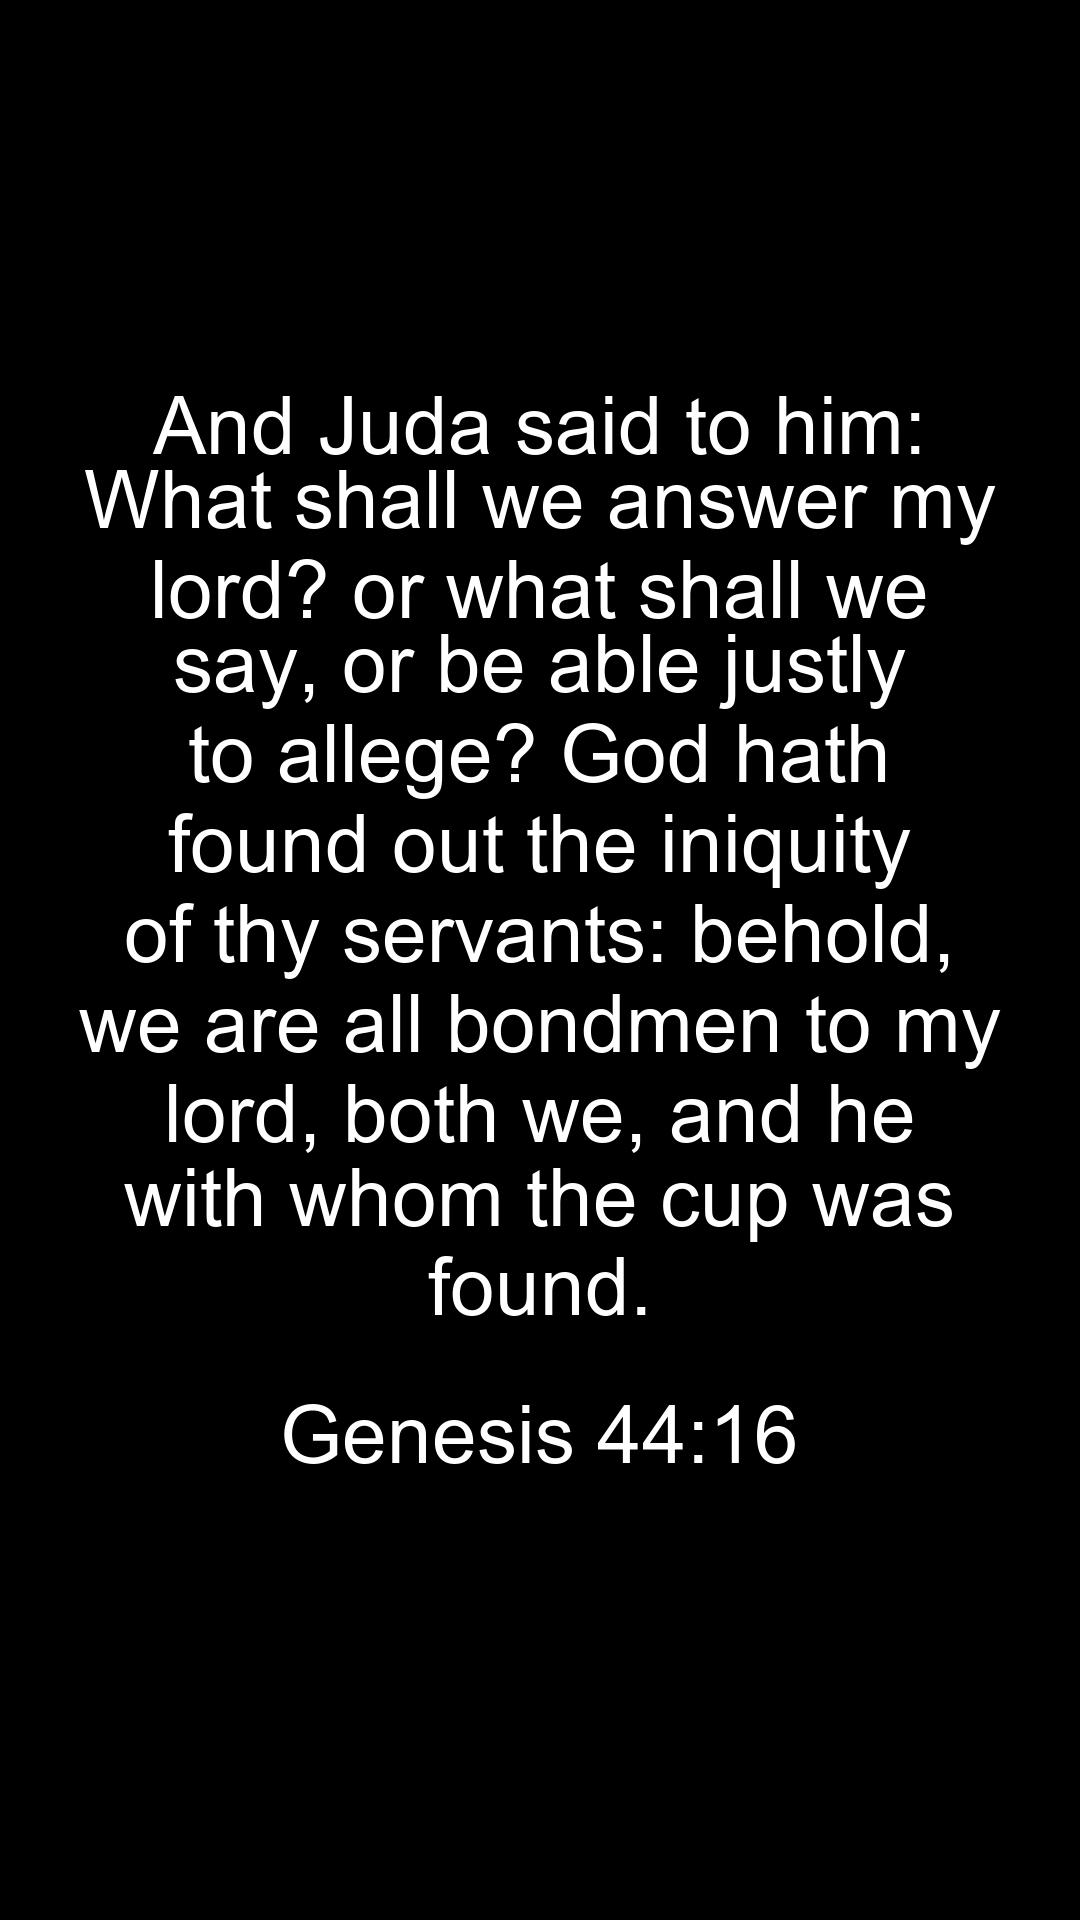 And Juda said to him:
What shall we answer my
lord? or what shall we
say, or be able justly
to allege? God hath
found out the iniquity
of thy servants: behold,
we are all bondmen to my
lord, both we, and he
with whom the cup was
found.
Genesis 44:16